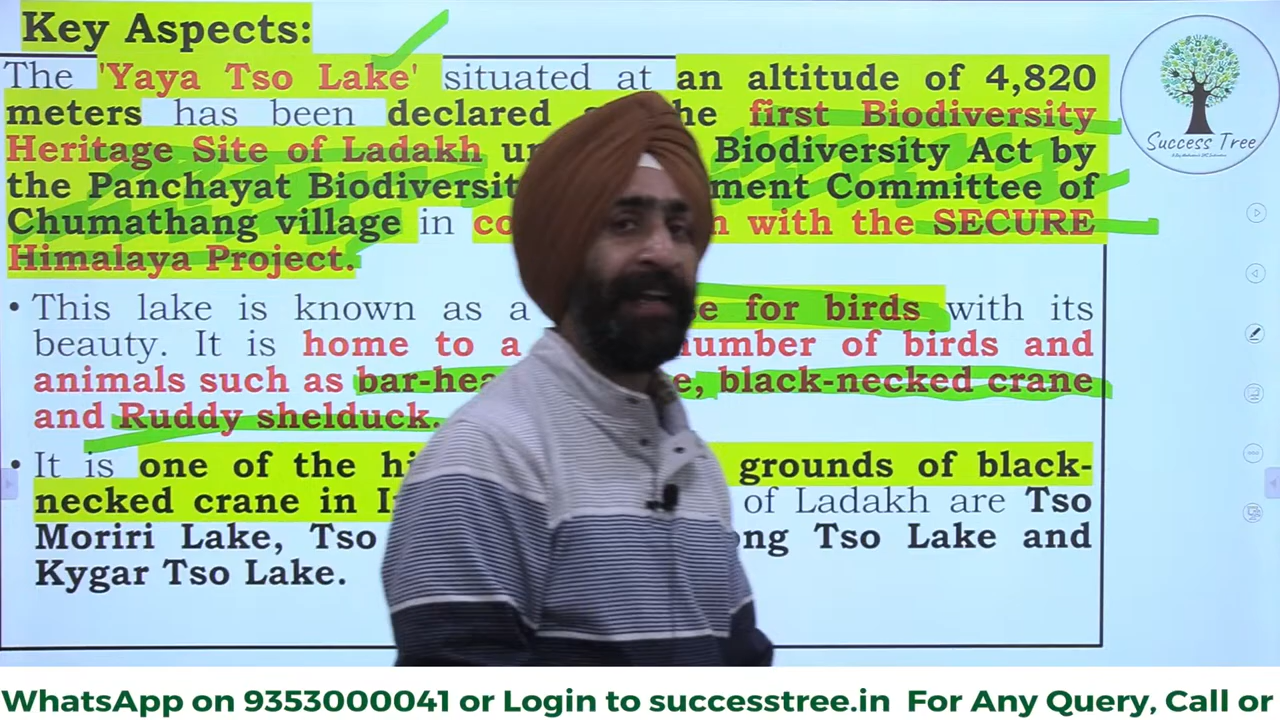 Key Aspects:
The 'Yaya Tso Lake' situated at an altitude of 4,820
meters has been declared he first Biodiversity
Heritage Site of Ladakh Biodiversity Act by
the Panchayat Biodiversit ment Committee of
Chumathang village in with the SECURE
Himalaya Project.
• This lake is known as a for birds with its
beauty. It is home to a number of birds and
animals such as bar-hea black-necked crane
and Ruddy shelduck.
• It is one of the hi grounds of black-
necked crane in of Ladakh are Tso
Moriri Lake, Tso ong Tso Lake and
Kygar Tso Lake.
Success Tree
WhatsApp on 9353000041 or Login to successtree.in For Any Query, Call or